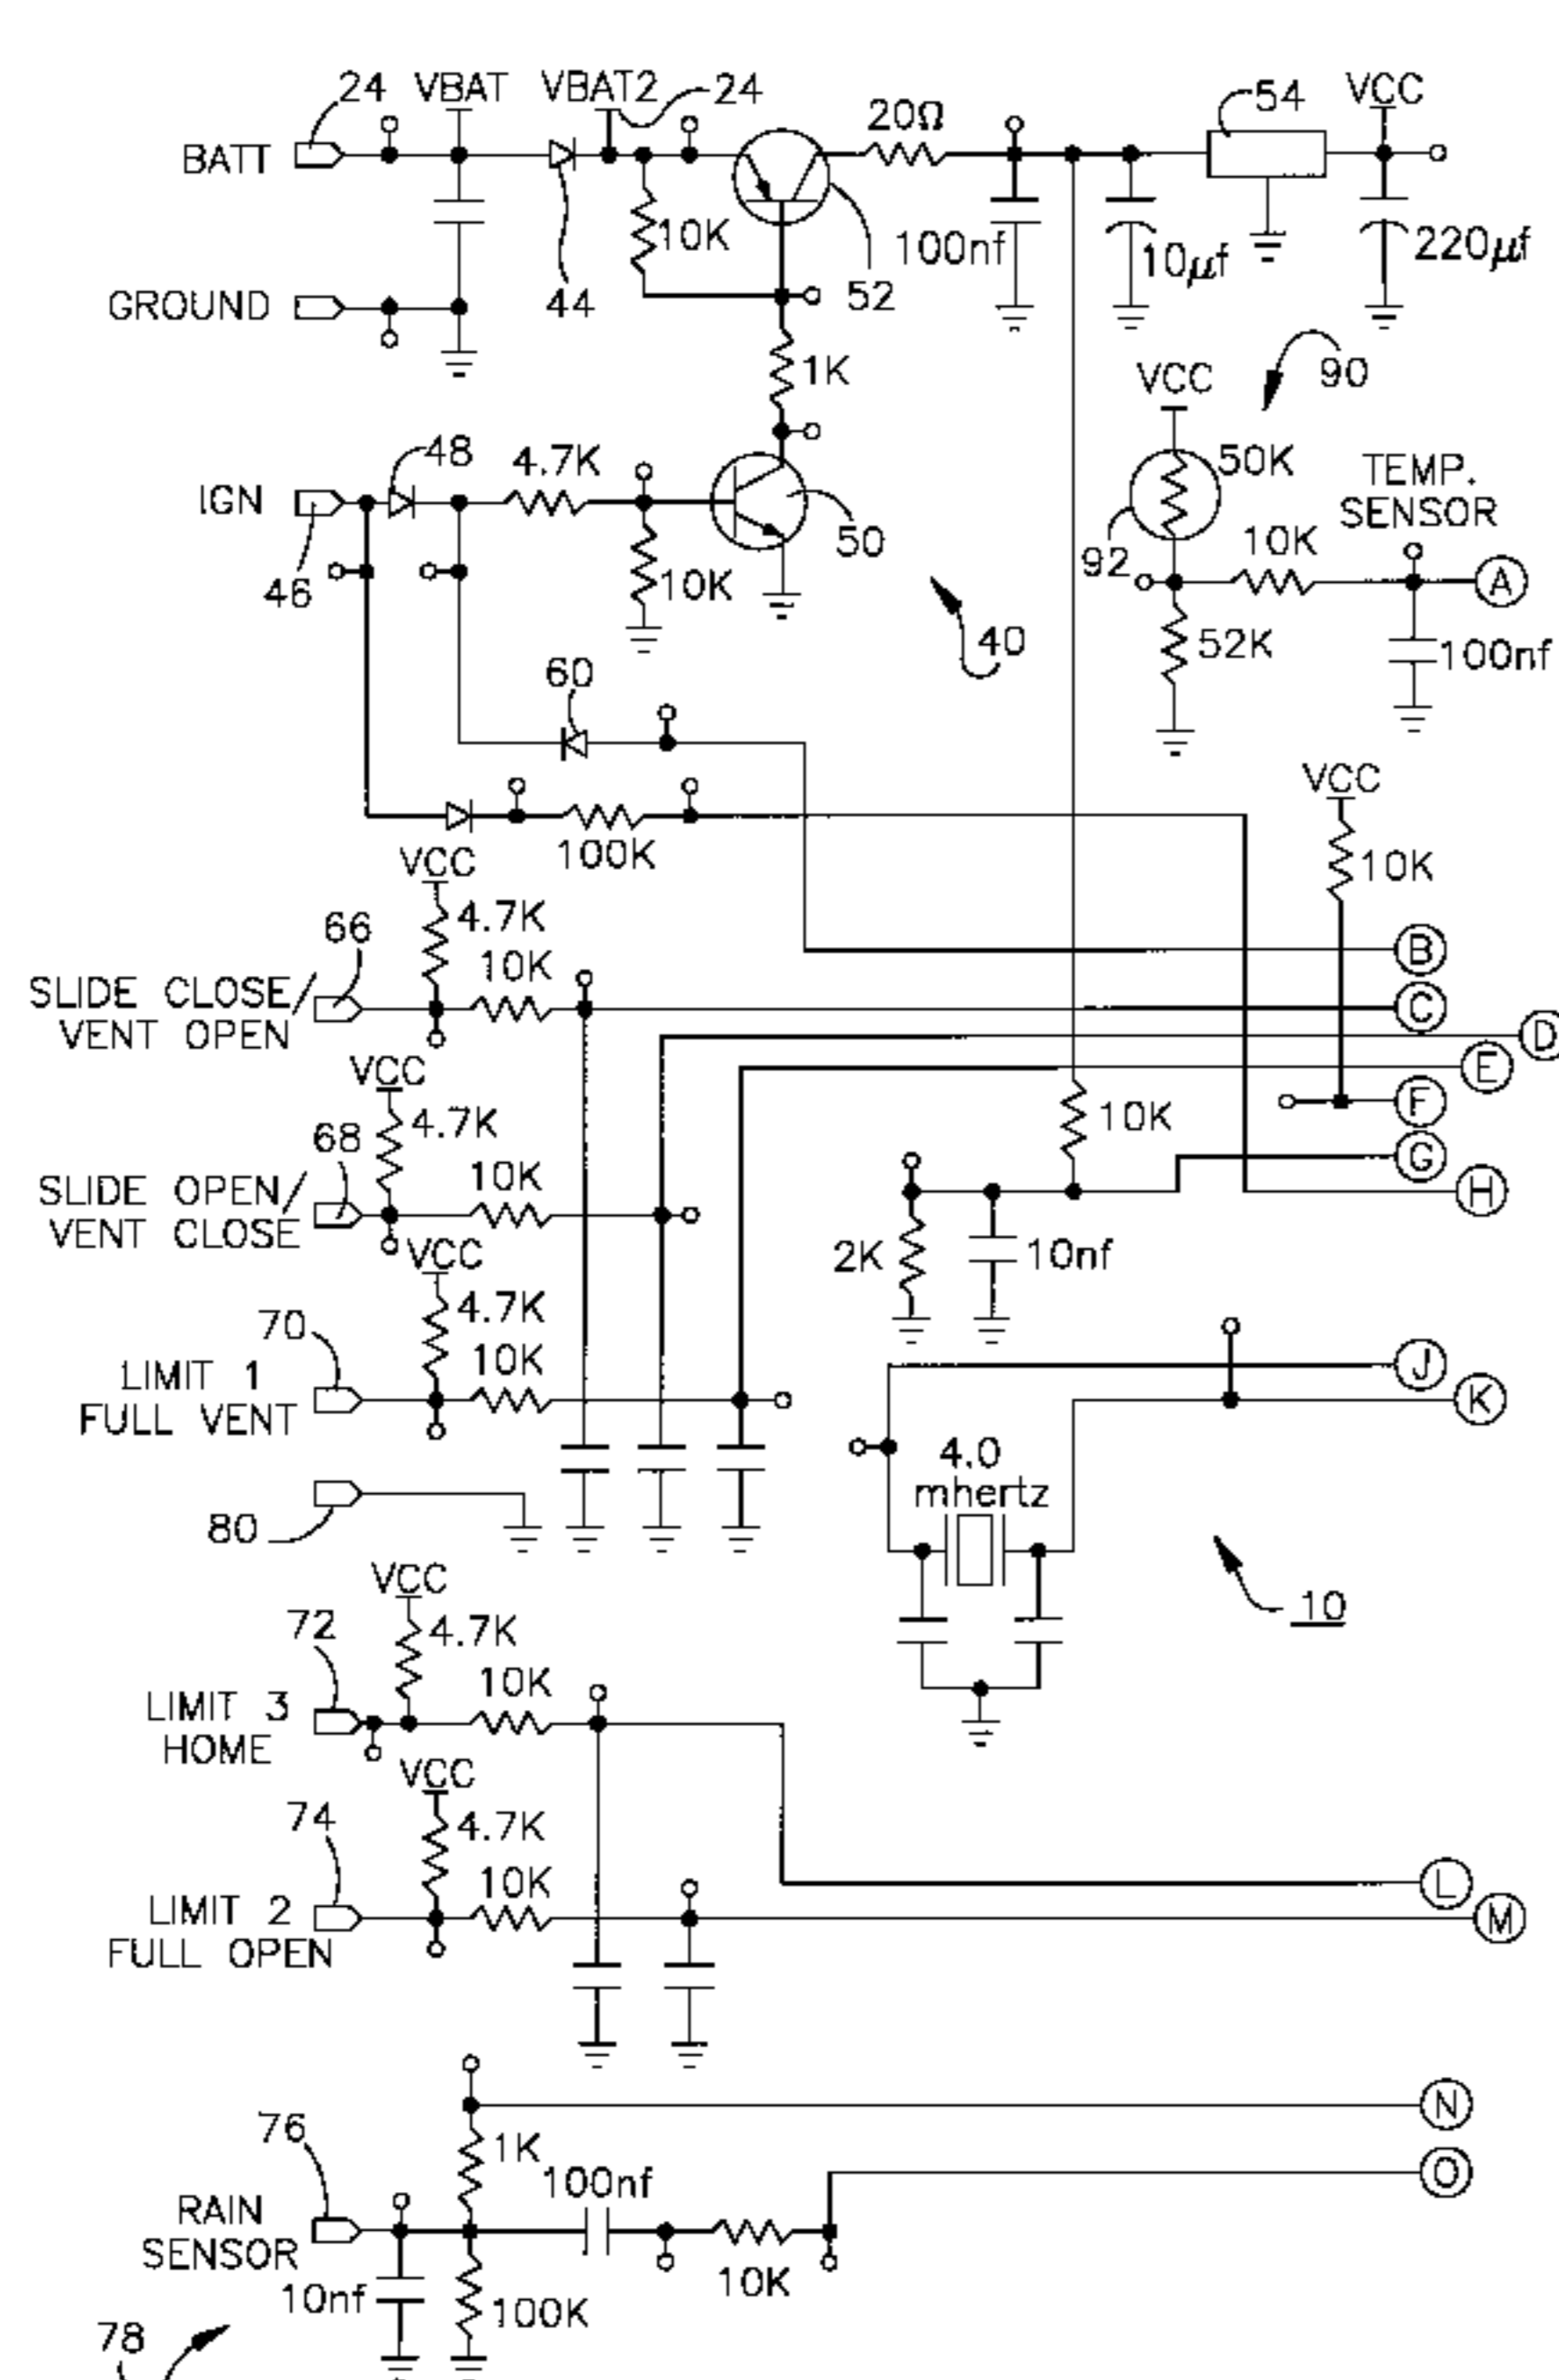 24 VBAT VBAT2 24 20Ω 54 VCC
BATT
10K 100nf 10µf 220µf
GROUND 44 52
1K VCC 90
IGN 48 4.7K 50K TEMP.
SENSOR
46 10K 50 92 10K A
40 52K 100nf
60
VCC
100K 10K
VCC
66 4.7K
10K B
SLIDE CLOSE/
VENT OPEN C
D
VCC E
68 4.7K 10K F
10K G
SLIDE OPEN/
VENT CLOSE H
VCC 2K 10nf
70 4.7K
10K J
LIMIT 1
FULL VENT K
4.0
mhertz
80
VCC 10
72 4.7K
10K
LIMIT 3
HOME
VCC
74 4.7K
10K L
LIMIT 2
FULL OPEN M
N
76 1K
100nf O
RAIN
SENSOR
10nf 100K 10K
78